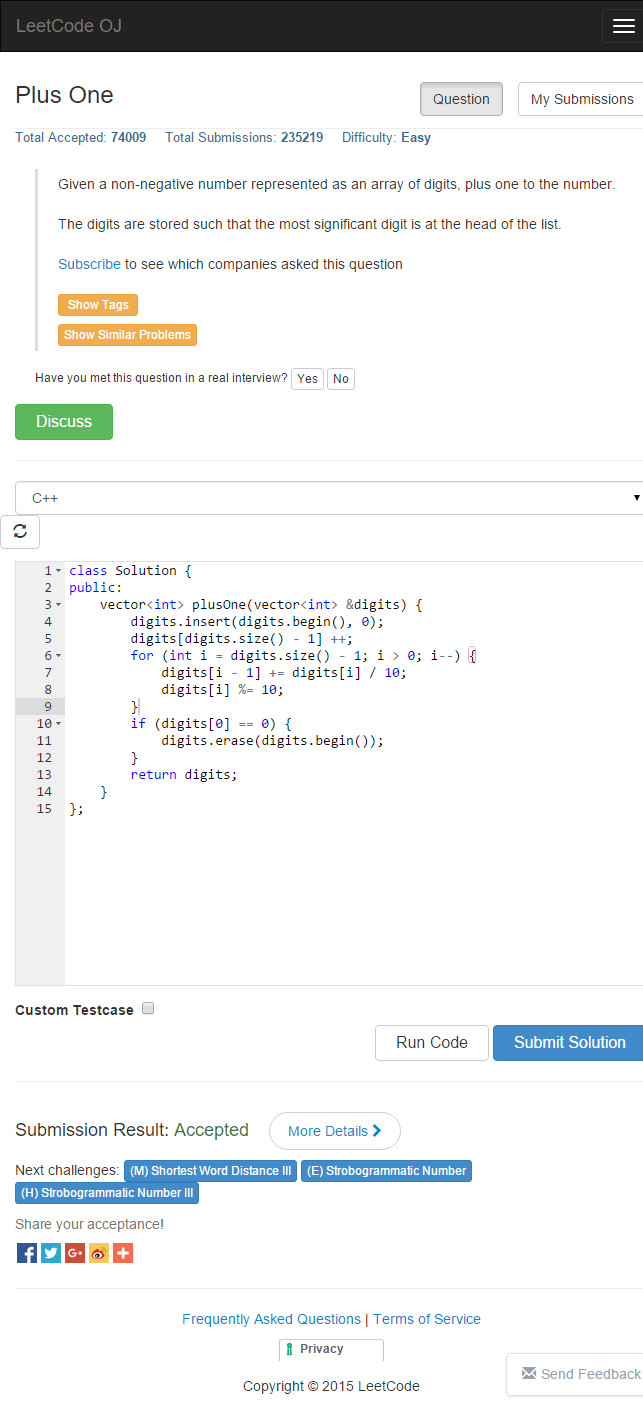 LeetCode OJ
Plus One
Question
My Submissions
Total Accepted: 74009 Total Submissions: 235219 Difficulty: Easy
Given a non-negative number represented as an array of digits, plus one to the number.
The digits are stored such that the most significant digit is at the head of the list.
Subscribe to see which companies asked this question
Show Tags
Show Similar Problems
Have you met this question in a real interview? Yes No
Discuss
C++
1 class Solution {
2 public:
3     vector<int> plusOne(vector<int> &digits) {
4         digits.insert(digits.begin(), 0);
5         digits[digits.size() - 1] ++;
6         for (int i = digits.size() - 1; i > 0; i--) {
7             digits[i - 1] += digits[i] / 10;
8             digits[i] %= 10;
9         }
10         if (digits[0] == 0) {
11             digits.erase(digits.begin());
12         }
13         return digits;
14     }
15 };
Custom Testcase
Run Code Submit Solution
Submission Result: Accepted More Details
Next challenges: (M) Shortest Word Distance III (E) Strobogrammatic Number
(H) Strobogrammatic Number III
Share your acceptance!
Frequently Asked Questions | Terms of Service
Privacy
Send Feedback
Copyright © 2015 LeetCode